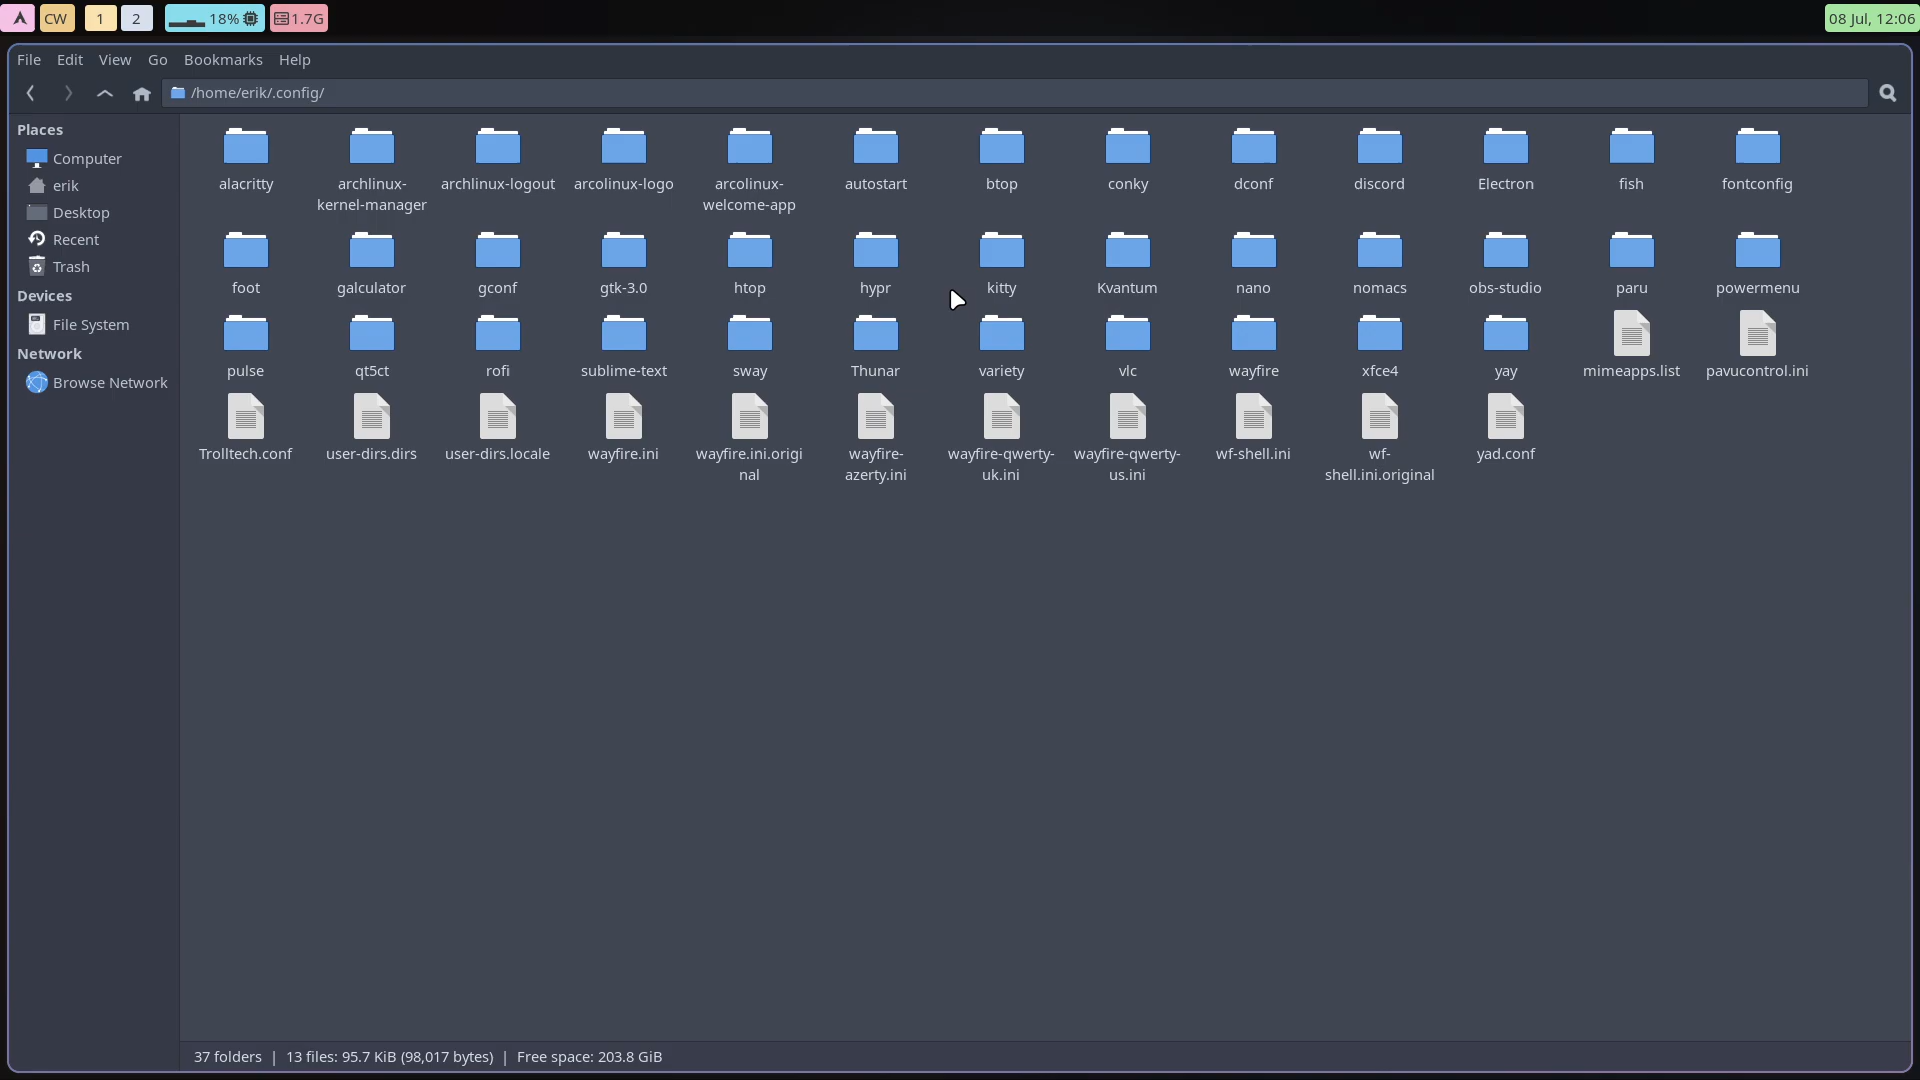 CW 1 2 18% 1.7G 08 Jul, 12:06
File Edit View Go Bookmarks Help
/home/erik/.config/
Places
Computer
erik
Desktop
Recent
Trash
Devices
File System
Network
Browse Network
alacritty archlinux- archlinux-logout arcolinux-logo arcolinux- autostart btop conky dconf discord Electron fish fontconfig
kernel-manager welcome-app
foot galculator gconf gtk-3.0 htop hypr kitty Kvantum nano nomacs obs-studio paru powermenu
pulse qt5ct rofi sublime-text sway Thunar variety vlc wayfire xfce4 yay mimeapps.list pavucontrol.ini
Trolltech.conf user-dirs.dirs user-dirs.locale wayfire.ini wayfire.ini.origi wayfire- wayfire-qwerty- wayfire-qwerty- wf-shell.ini wf- yad.conf
nal azerty.ini uk.ini us.ini shell.ini.original
37 folders | 13 files: 95.7 KiB (98,017 bytes) | Free space: 203.8 GiB